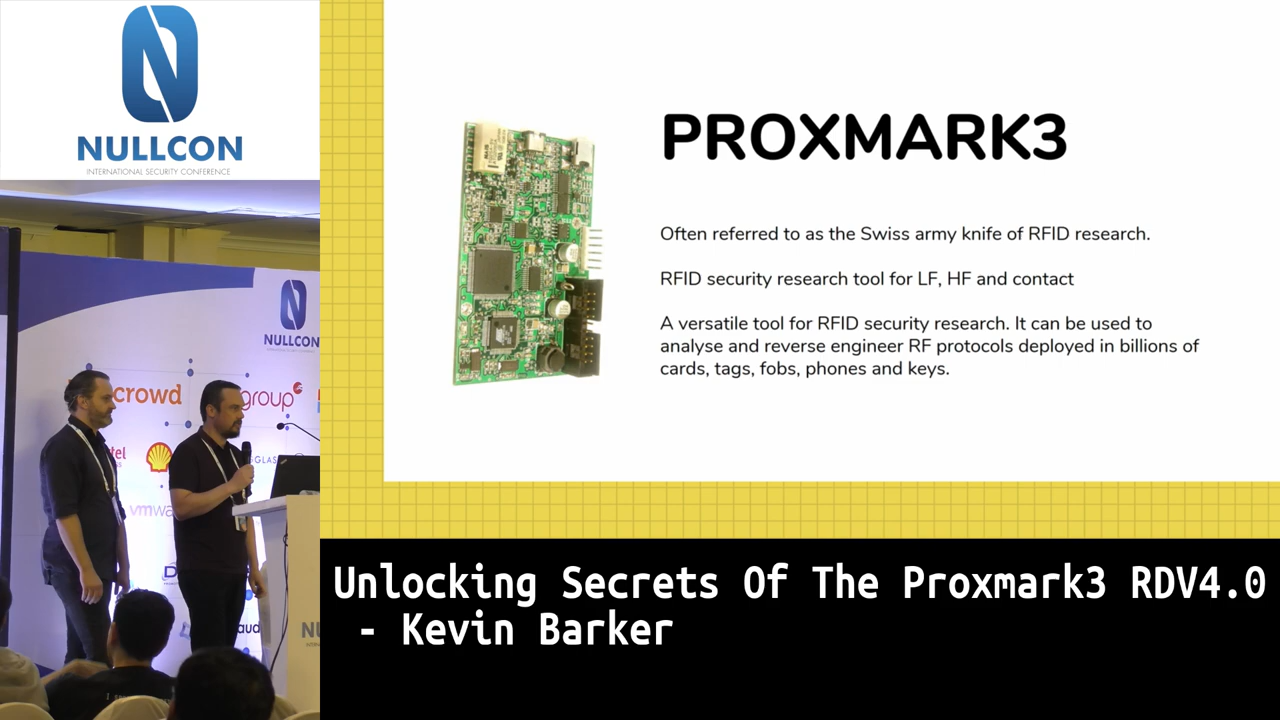 NULLCON
INTERNATIONAL SECURITY CONFERENCE
NULLCON
crowd
group
vmwa
PROXMARK3
Often referred to as the Swiss army knife of RFID research.
RFID security research tool for LF, HF and contact
A versatile tool for RFID security research. It can be used to
analyse and reverse engineer RF protocols deployed in billions of
cards, tags, fobs, phones and keys.
Unlocking Secrets Of The Proxmark3 RDV4.0
- Kevin Barker